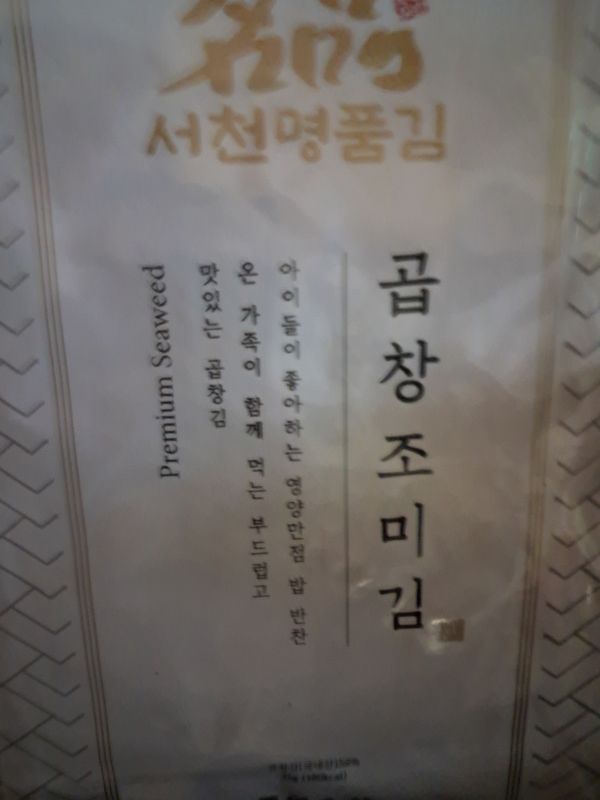 서천명품김
곱창조미김
아이들이 좋아하는 영양만점 밥 반찬
온 가족이 함께 먹는 부드럽고
맛있는 곱창김
Premium Seaweed